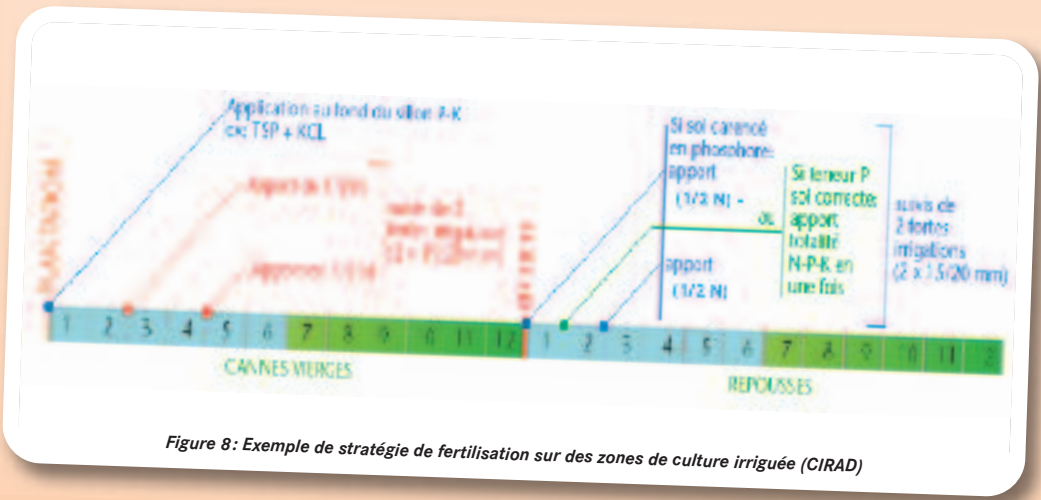 Application au fond du sillon P-K
ex: TSP + KCL
PLANTATION
Si sol carencé
en phosphore:
apport
(1/2 N) -
ou
apport
(1/2 N)
Si teneur P
sol correcte:
apport
totalité
N-P-K en
une fois
suivis de
2 fortes
irrigations
(2 x 15/20 mm)
1 2 3 4 5 6 7 8 9 10 11 12
1 2 3 4 5 6 7 8 9 10 11
CANNES VIERGES
REPOUSSES
Figure 8: Exemple de stratégie de fertilisation sur des zones de culture irriguée (CIRAD)